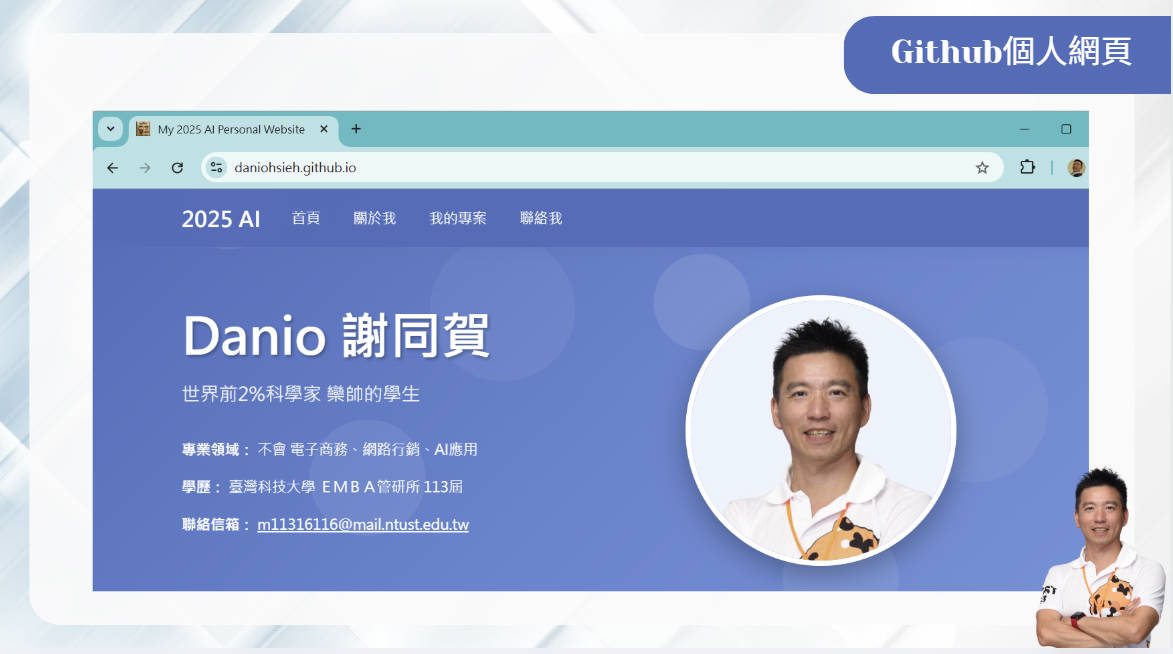 Github個人網頁
My 2025 AI Personal Website
daniohsieh.github.io
2025 AI 首頁 關於我 我的專案 聯絡我
Danio 謝同賀
世界前2%科學家 欒帥的學生
專業領域： 不會 電子商務、網路行銷、AI應用
學歷： 臺灣科技大學 ＥＭＢＡ管研所 113屆
聯絡信箱： m11316116@mail.ntust.edu.tw